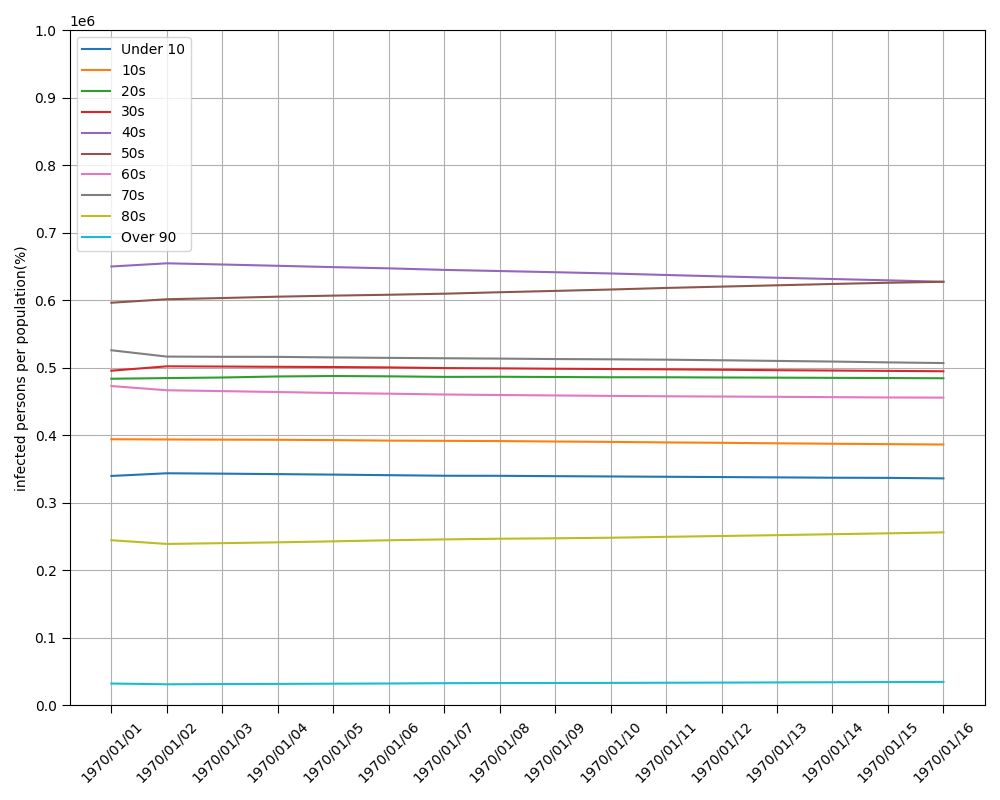 1e6
1.0
0.9
0.8
0.7
0.6
0.5
0.4
0.3
0.2
0.1
0.0
infected persons per population(%)
Under 10
10s
20s
30s
40s
50s
60s
70s
80s
Over 90
1970/01/01
1970/01/02
1970/01/03
1970/01/04
1970/01/05
1970/01/06
1970/01/07
1970/01/08
1970/01/09
1970/01/10
1970/01/11
1970/01/12
1970/01/13
1970/01/14
1970/01/15
1970/01/16